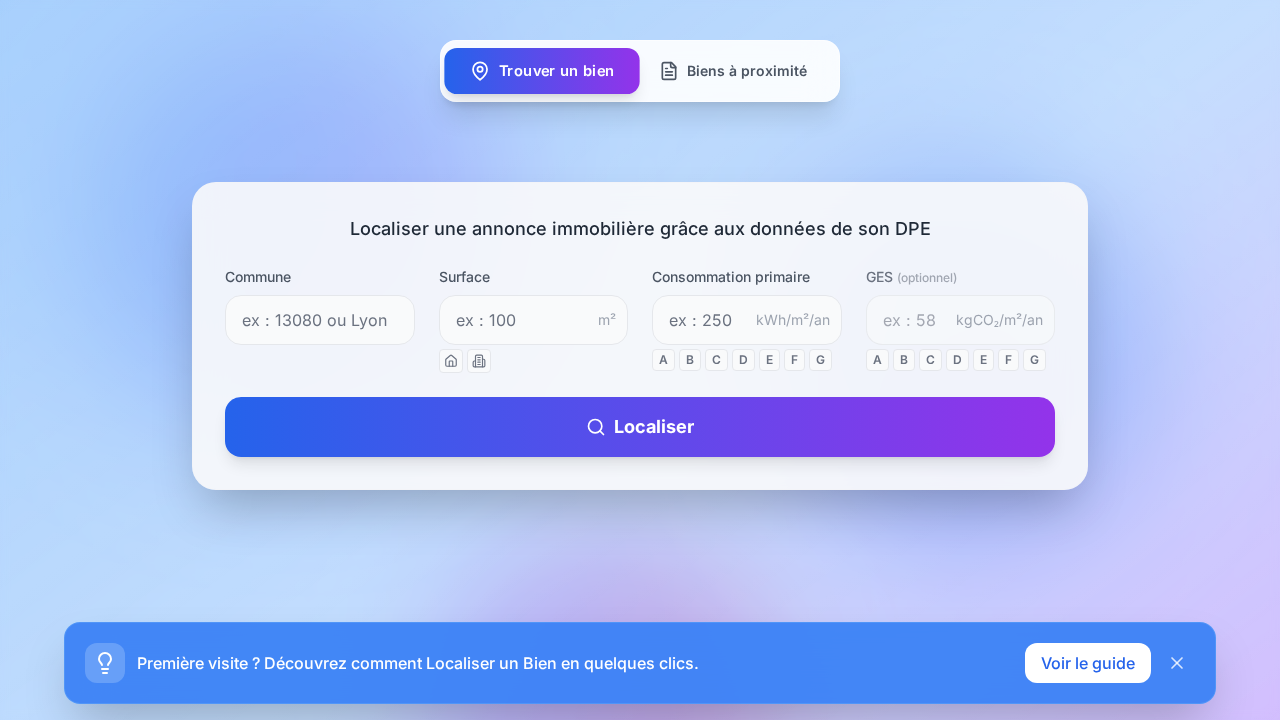 Trouver un bien
Biens à proximité
Localiser une annonce immobilière grâce aux données de son DPE
Commune
Surface
Consommation primaire
GES (optionnel)
ex : 13080 ou Lyon
ex : 100 m²
ex : 250 kWh/m²/an
ex : 58 kgCO₂/m²/an
A B C D E F G
A B C D E F G
Localiser
Première visite ? Découvrez comment Localiser un Bien en quelques clics.
Voir le guide